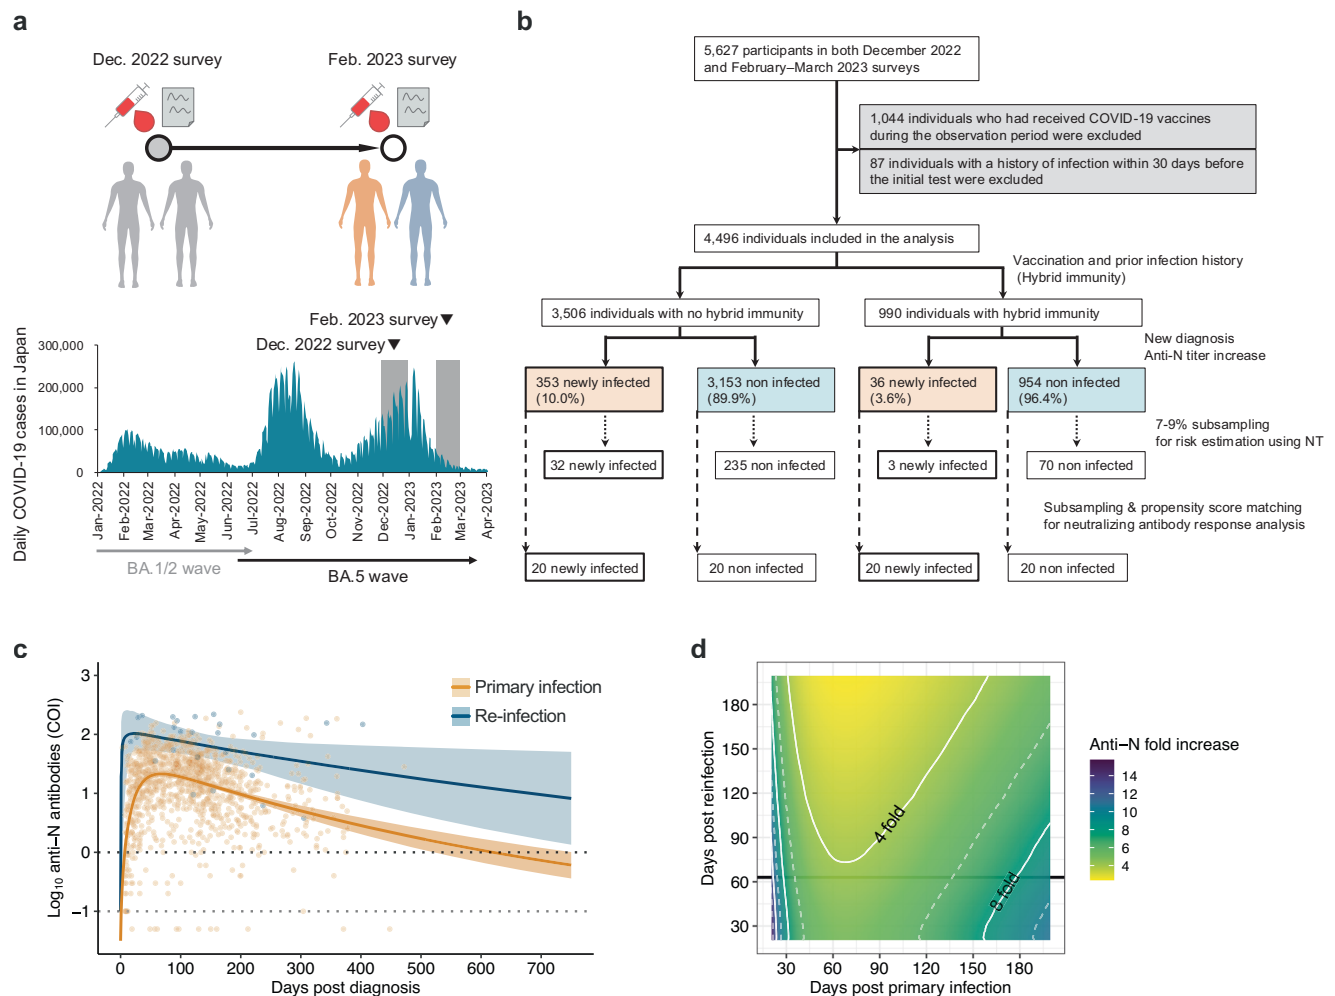 a
Dec. 2022 survey
Feb. 2023 survey
Feb. 2023 survey▼
Dec. 2022 survey▼
Daily COVID-19 cases in Japan
300,000
200,000
100,000
0
Jan-2022
Feb-2022
Mar-2022
Apr-2022
May-2022
Jun-2022
Jul-2022
Aug-2022
Sep-2022
Oct-2022
Nov-2022
Dec-2022
Jan-2023
Feb-2023
Mar-2023
Apr-2023
BA.1/2 wave
BA.5 wave
b
5,627 participants in both December 2022
and February–March 2023 surveys
1,044 individuals who had received COVID-19 vaccines
during the observation period were excluded
87 individuals with a history of infection within 30 days before
the initial test were excluded
4,496 individuals included in the analysis
Vaccination and prior infection history
(Hybrid immunity)
3,506 individuals with no hybrid immunity
990 individuals with hybrid immunity
New diagnosis
Anti-N titer increase
353 newly infected
(10.0%)
3,153 non infected
(89.9%)
36 newly infected
(3.6%)
954 non infected
(96.4%)
7-9% subsampling
for risk estimation using NT
32 newly infected
235 non infected
3 newly infected
70 non infected
Subsampling & propensity score matching
for neutralizing antibody response analysis
20 newly infected
20 non infected
20 newly infected
20 non infected
c
Log10 anti–N antibodies (COI)
3
2
1
0
−1
0
100
200
300
400
500
600
700
Days post diagnosis
Primary infection
Re-infection
d
Days post reinfection
180
150
120
90
60
30
30
60
90
120
150
180
Days post primary infection
4 fold
8 fold
Anti−N fold increase
14
12
10
8
6
4